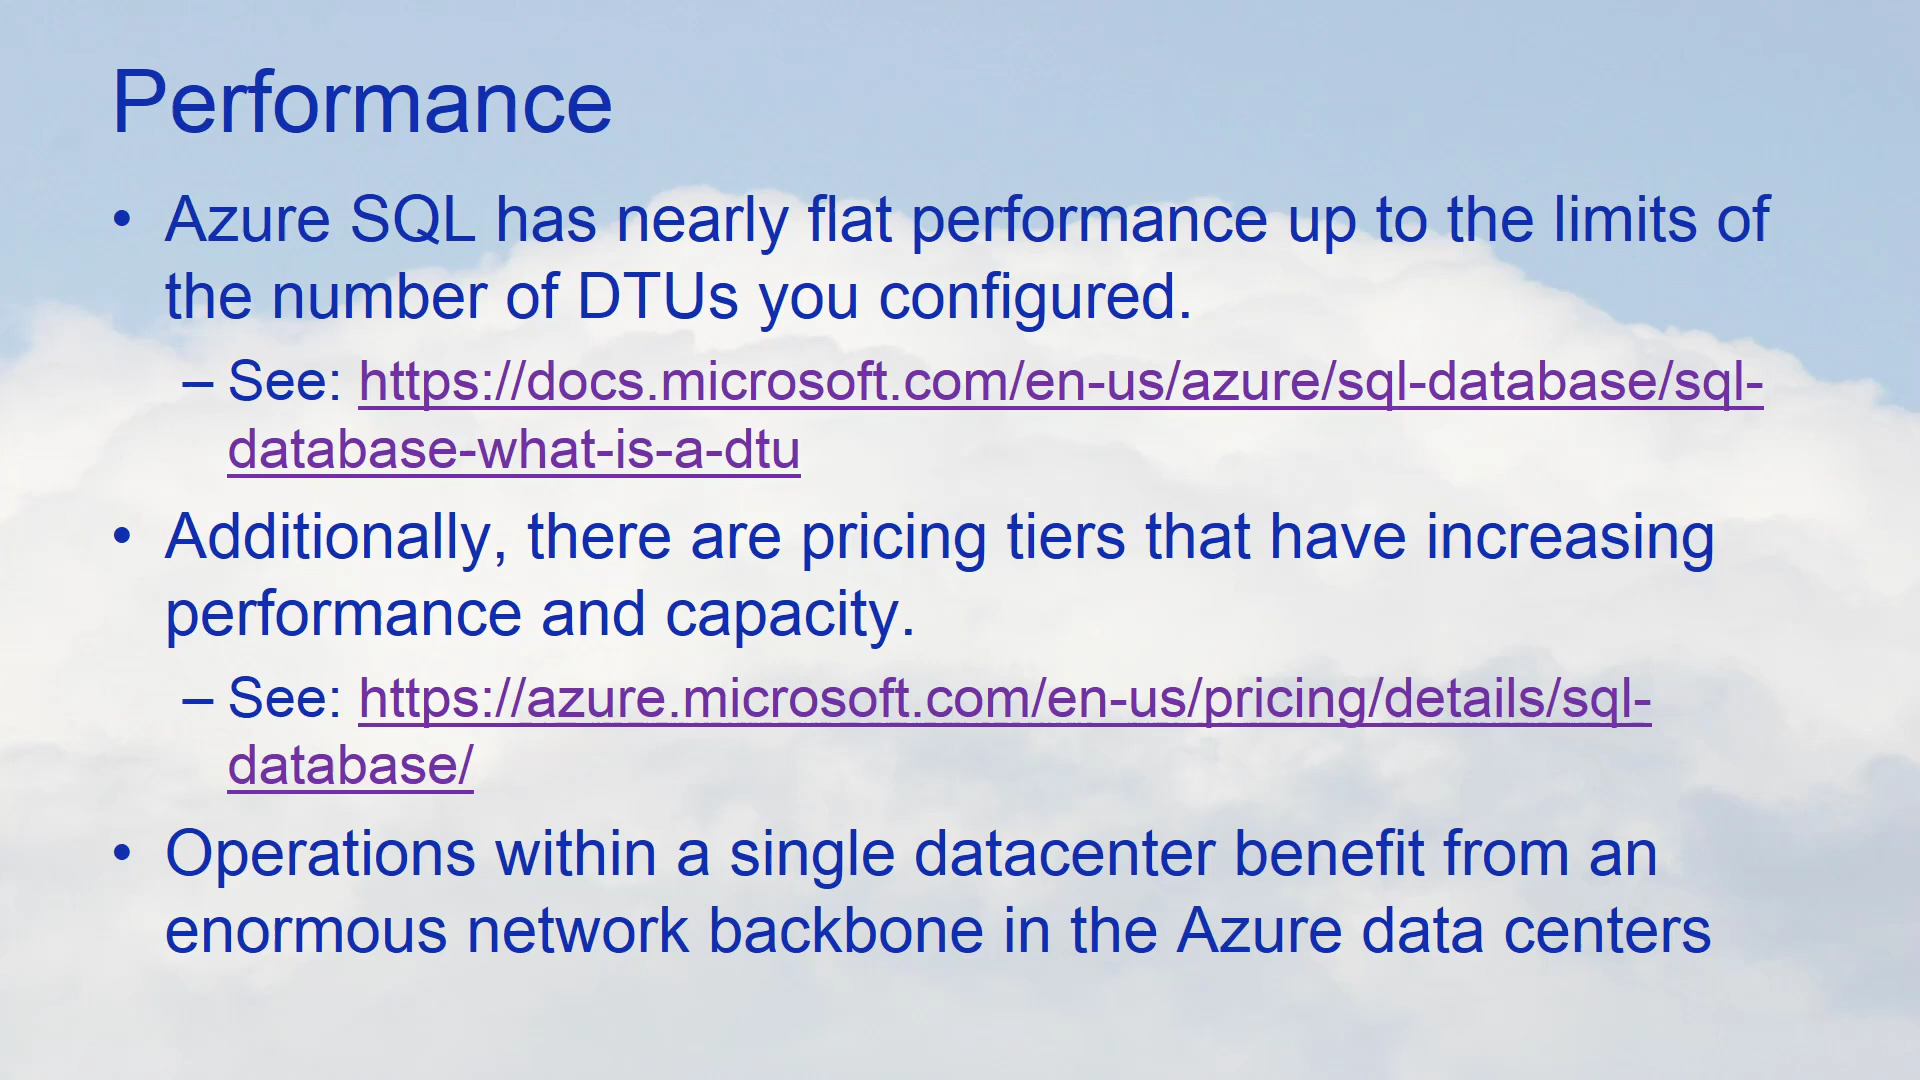 Performance
• Azure SQL has nearly flat performance up to the limits of
the number of DTUs you configured.
– See: https://docs.microsoft.com/en-us/azure/sql-database/sql-
database-what-is-a-dtu
• Additionally, there are pricing tiers that have increasing
performance and capacity.
– See: https://azure.microsoft.com/en-us/pricing/details/sql-
database/
• Operations within a single datacenter benefit from an
enormous network backbone in the Azure data centers